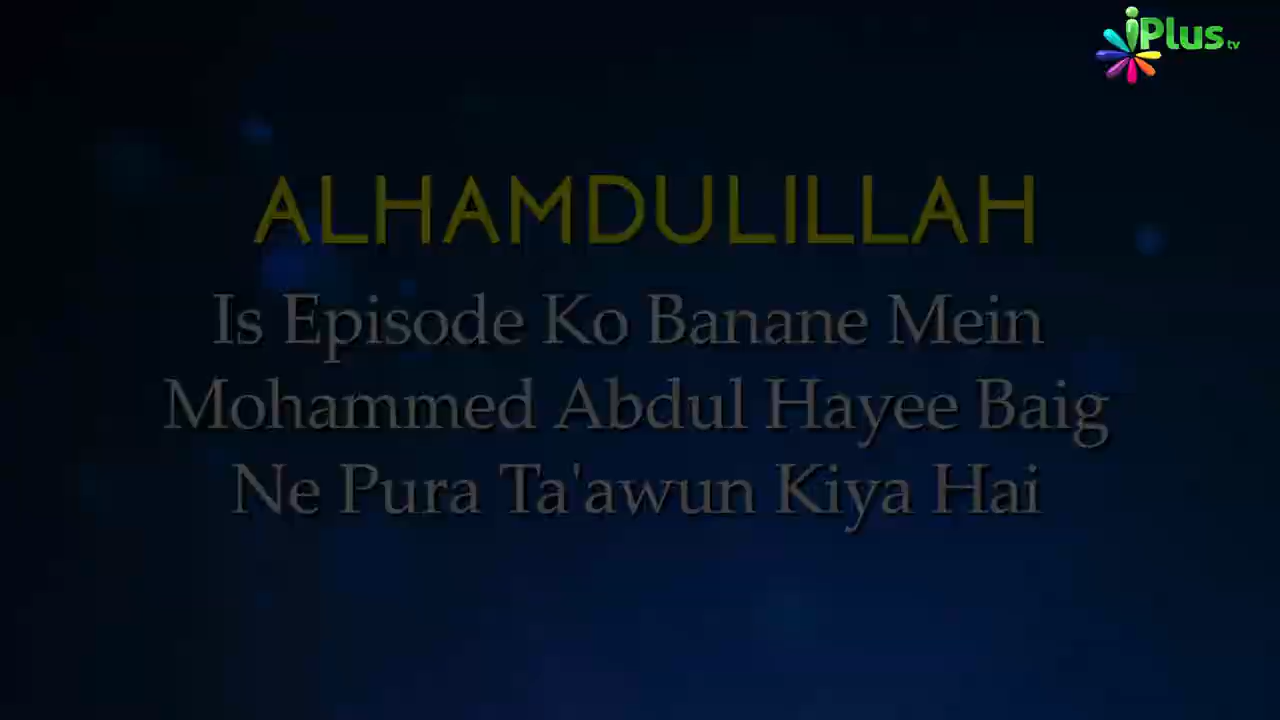 iPlus tv
ALHAMDULILLAH
Is Episode Ko Banane Mein
Mohammed Abdul Hayee Baig
Ne Pura Ta'awun Kiya Hai